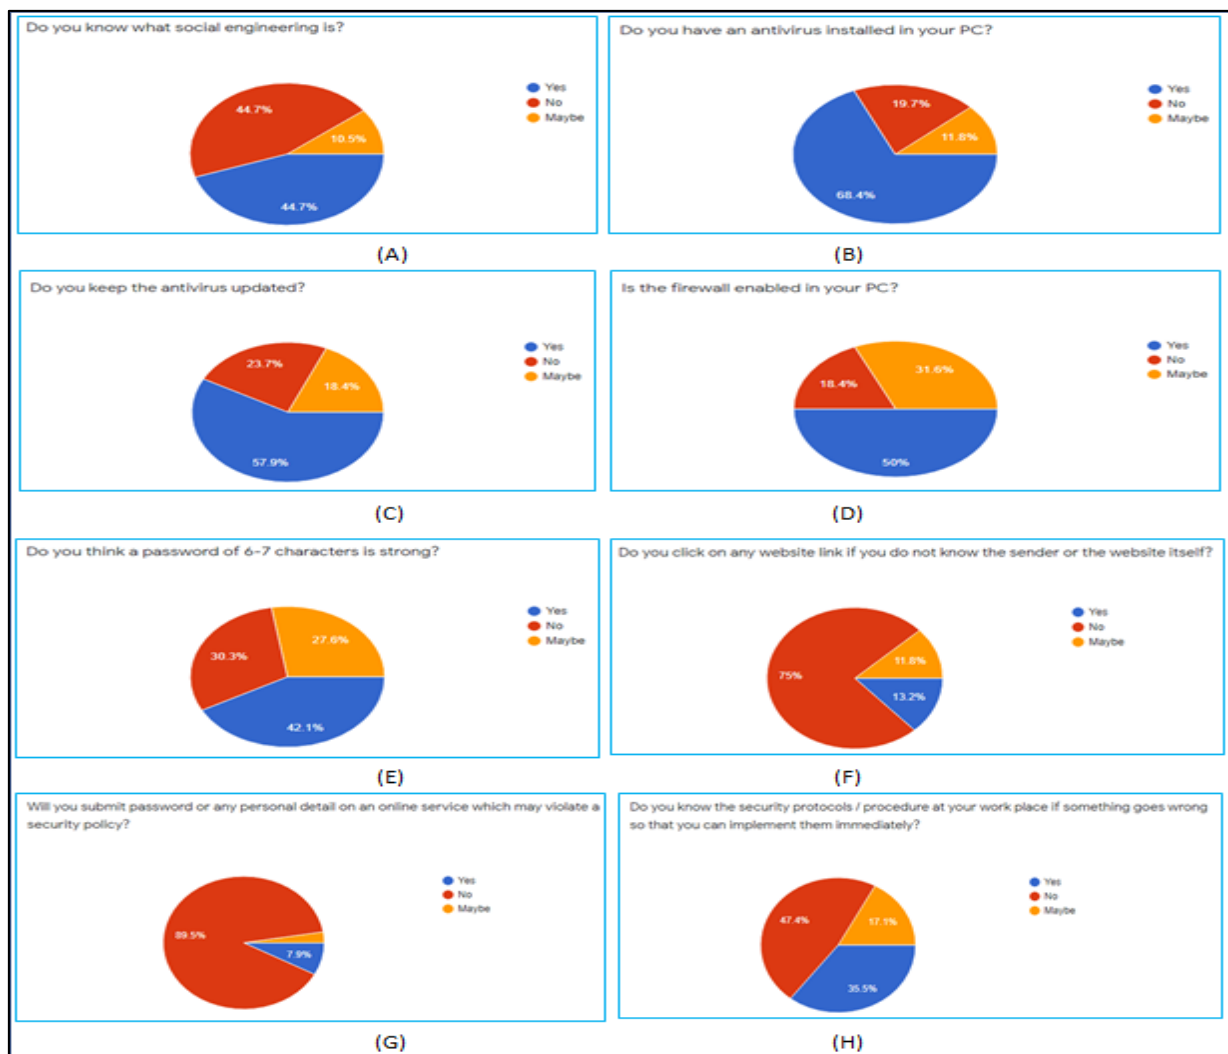 Do you know what social engineering is?
Yes
No
Maybe
44.7%
10.5%
44.7%
(A)
Do you have an antivirus installed in your PC?
Yes
No
Maybe
19.7%
11.8%
68.4%
(B)
Do you keep the antivirus updated?
Yes
No
Maybe
23.7%
18.4%
57.9%
(C)
Is the firewall enabled in your PC?
Yes
No
Maybe
31.6%
18.4%
50%
(D)
Do you think a password of 6-7 characters is strong?
Yes
No
Maybe
27.6%
30.3%
42.1%
(E)
Do you click on any website link if you do not know the sender or the website itself?
Yes
No
Maybe
11.8%
75%
13.2%
(F)
Will you submit password or any personal detail on an online service which may violate a
security policy?
Yes
No
Maybe
89.5%
7.9%
(G)
Do you know the security protocols / procedure at your work place if something goes wrong
so that you can implement them immediately?
Yes
No
Maybe
47.4%
17.1%
35.5%
(H)